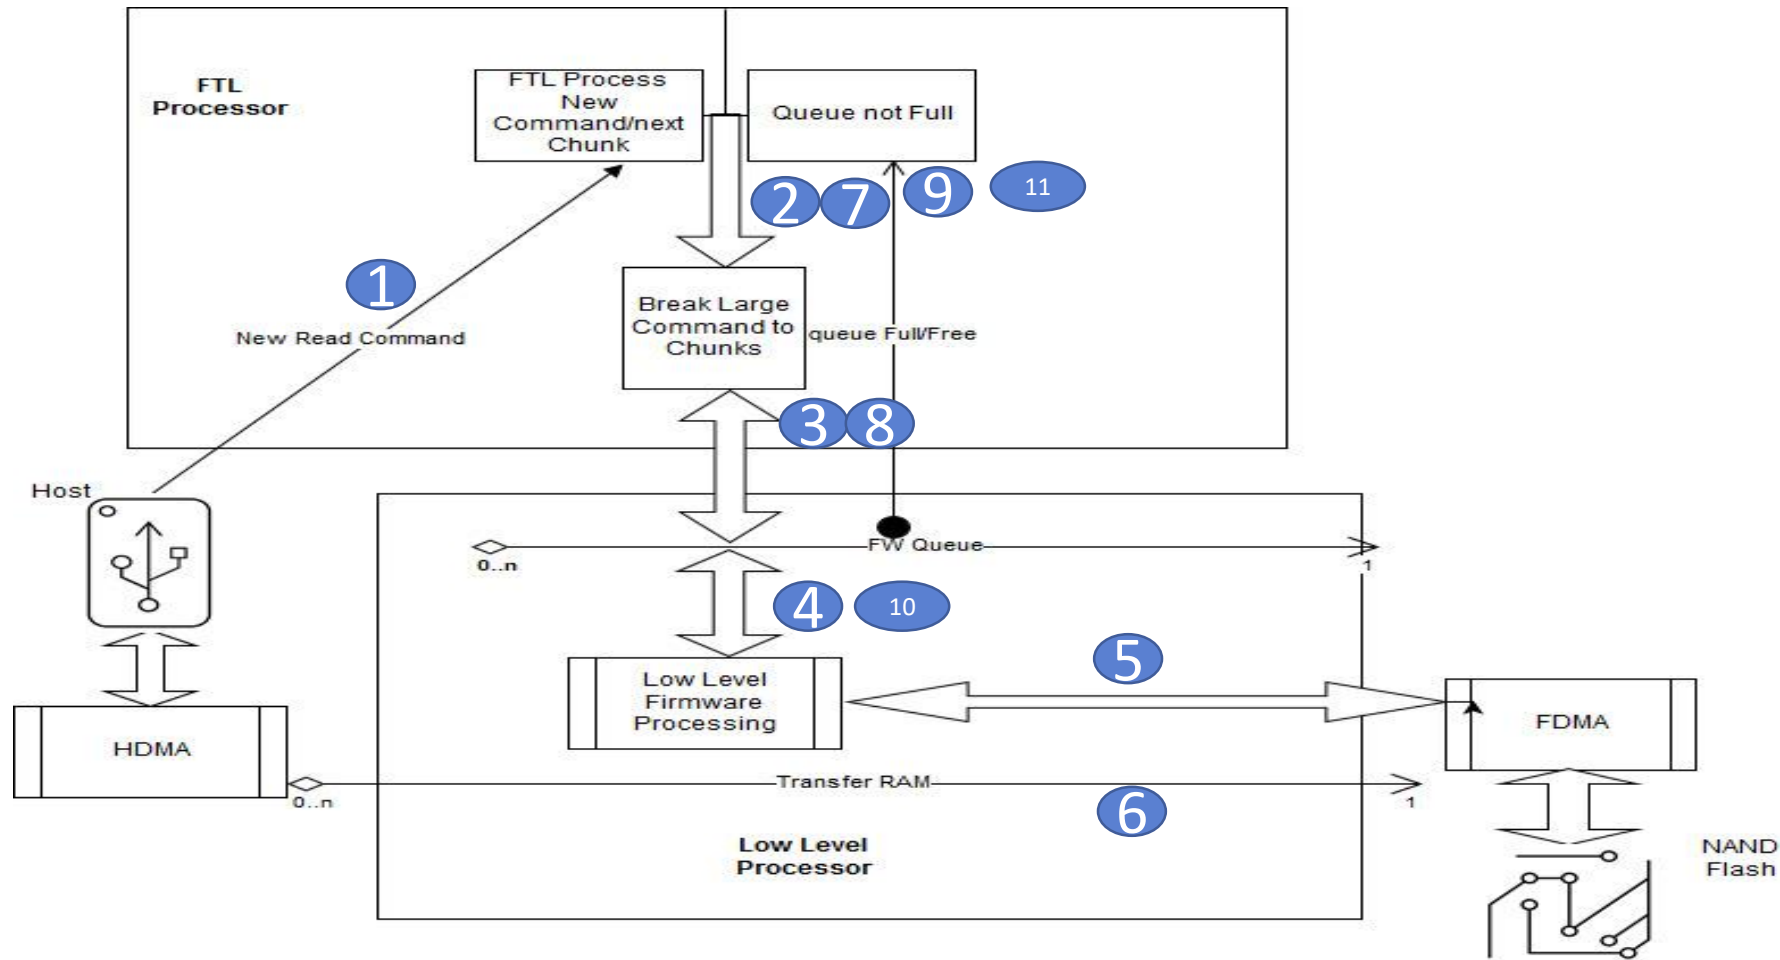 FTL
Processor
FTL Process
New
Command/next
Chunk
Queue not Full
2
7
9
11
1
New Read Command
Break Large
Command to
Chunks
queue Full/Free
3
8
Host
FW Queue
0..n
1
4
10
5
Low Level
Firmware
Processing
FDMA
HDMA
Transfer RAM
0..n
1
6
Low Level
Processor
NAND
Flash